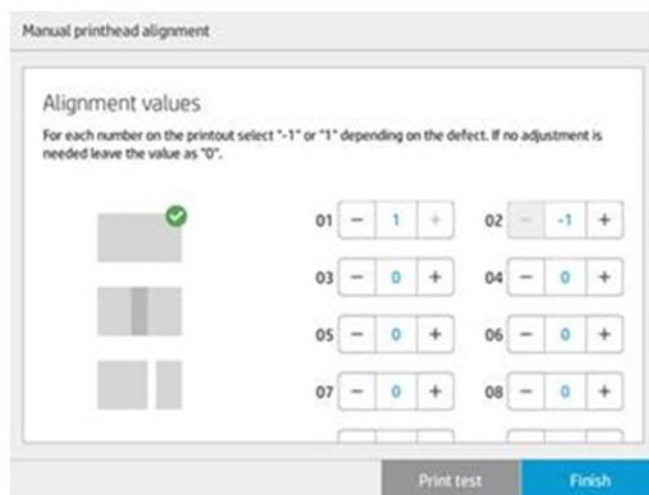 Manual printhead alignment
Alignment values
For each number on the printout select "-1" or "1" depending on the defect. If no adjustment is
needed leave the value as "0".
01 − 1 + 02 − -1 +
03 − 0 + 04 − 0 +
05 − 0 + 06 − 0 +
07 − 0 + 08 − 0 +
Print test Finish